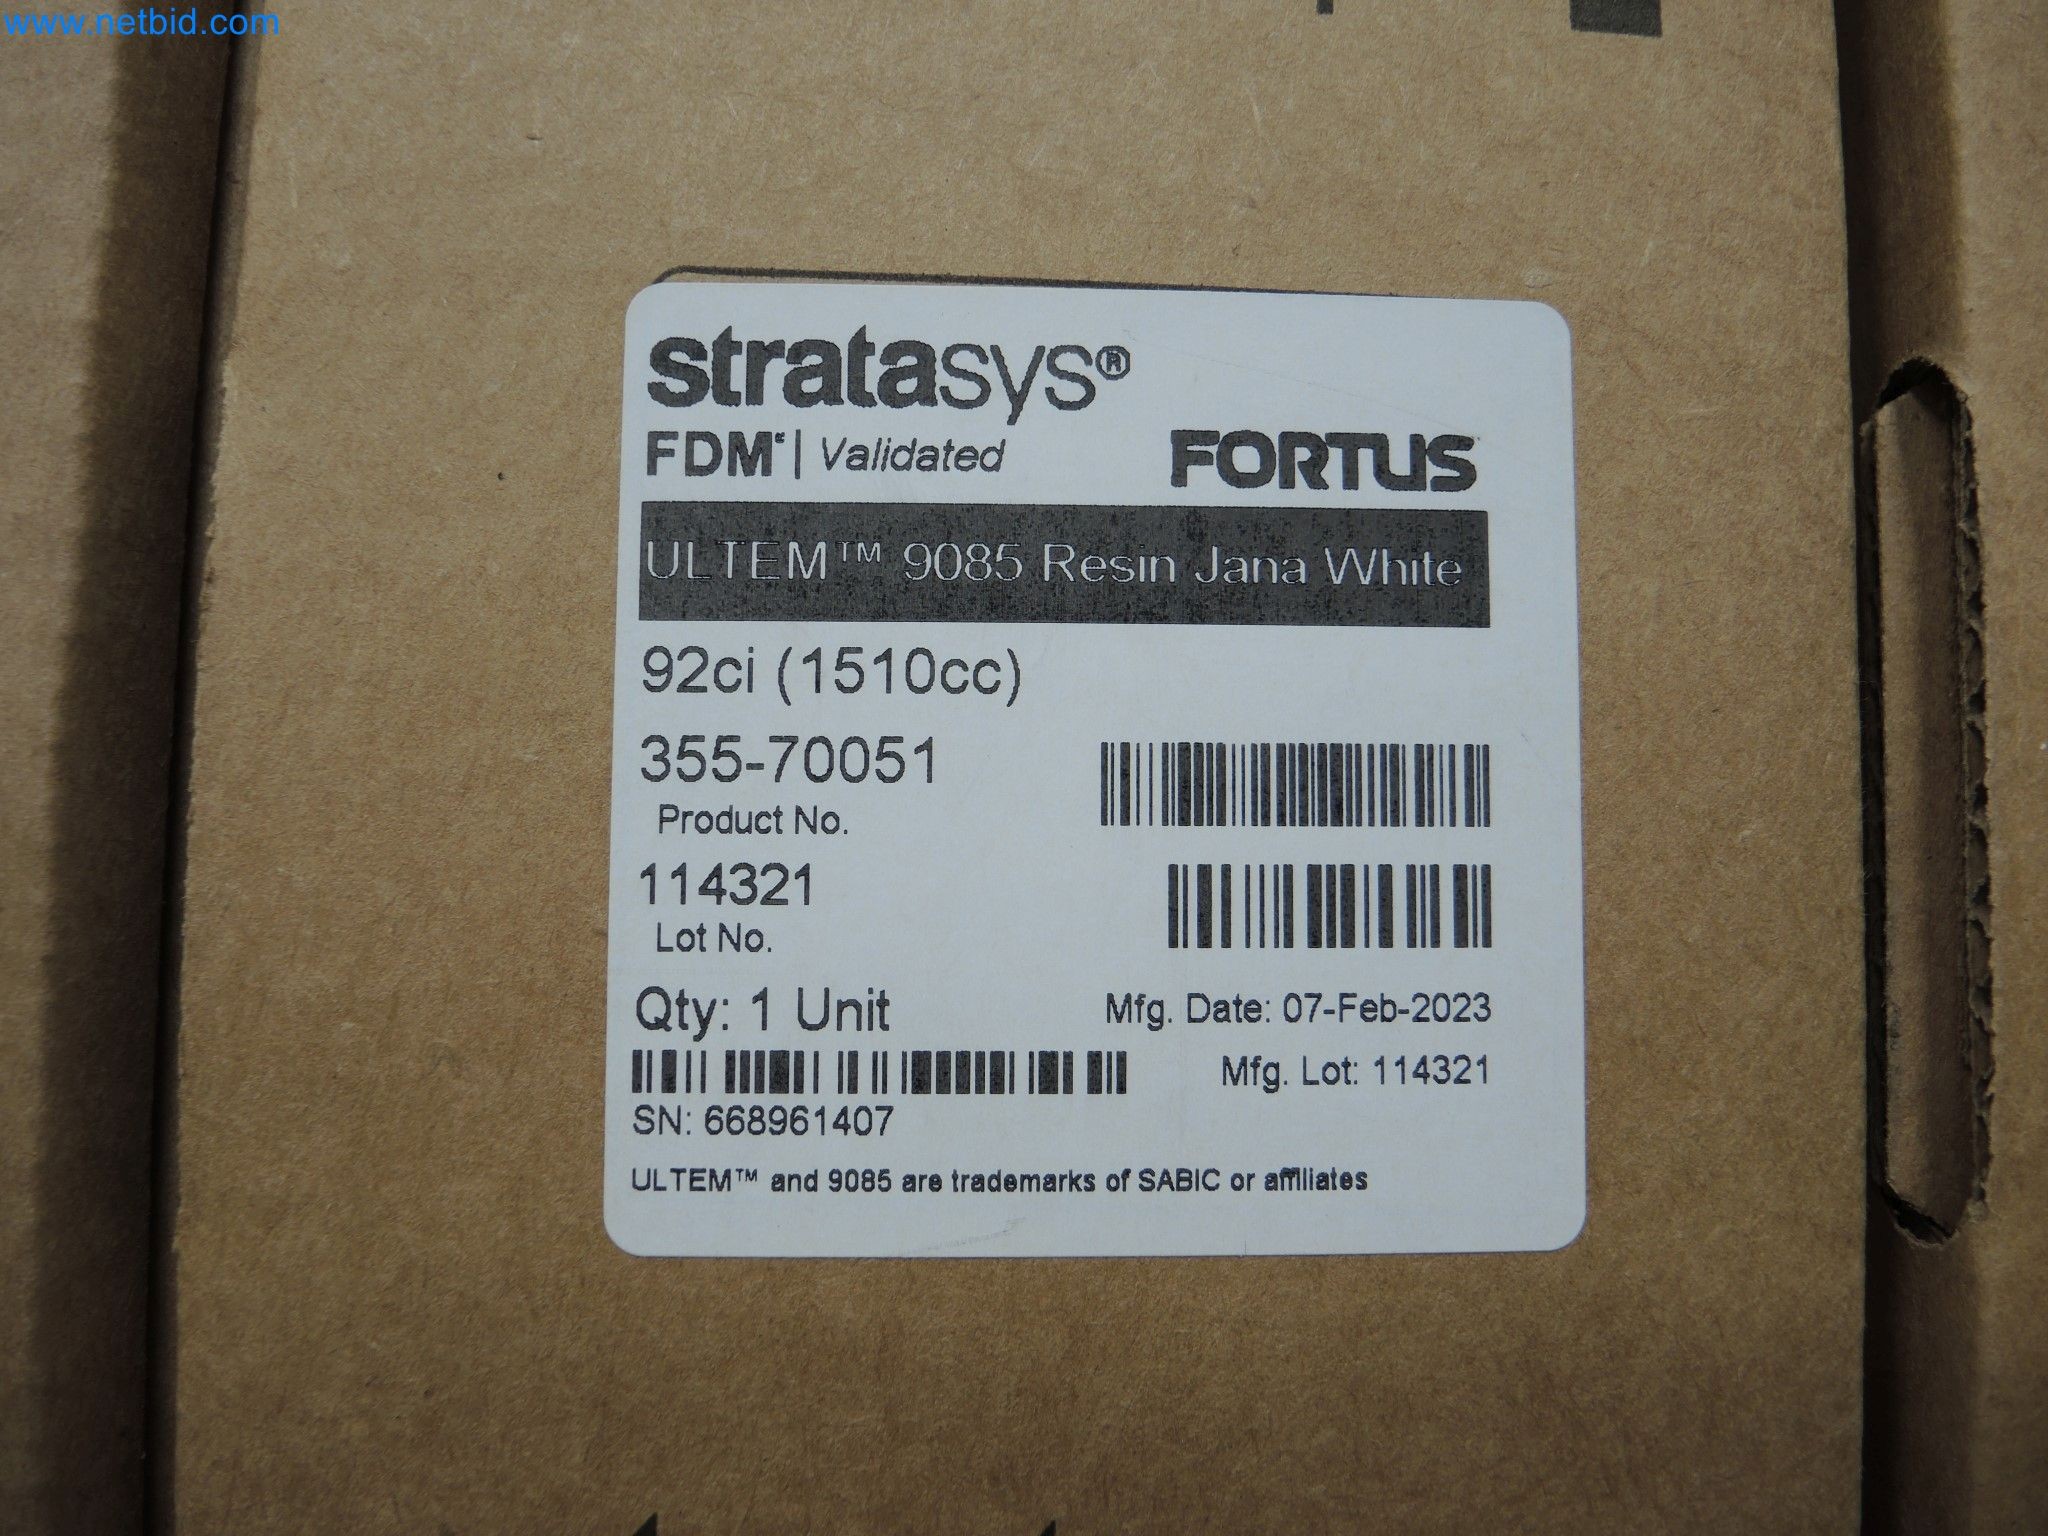 www.netbid.com
stratasys®
FDM® | Validated FORTUS
ULTEM™ 9085 Resin Jana White
92ci (1510cc)
355-70051
Product No.
114321
Lot No.
Qty: 1 Unit Mfg. Date: 07-Feb-2023
Mfg. Lot: 114321
SN: 668961407
ULTEM™ and 9085 are trademarks of SABIC or affiliates